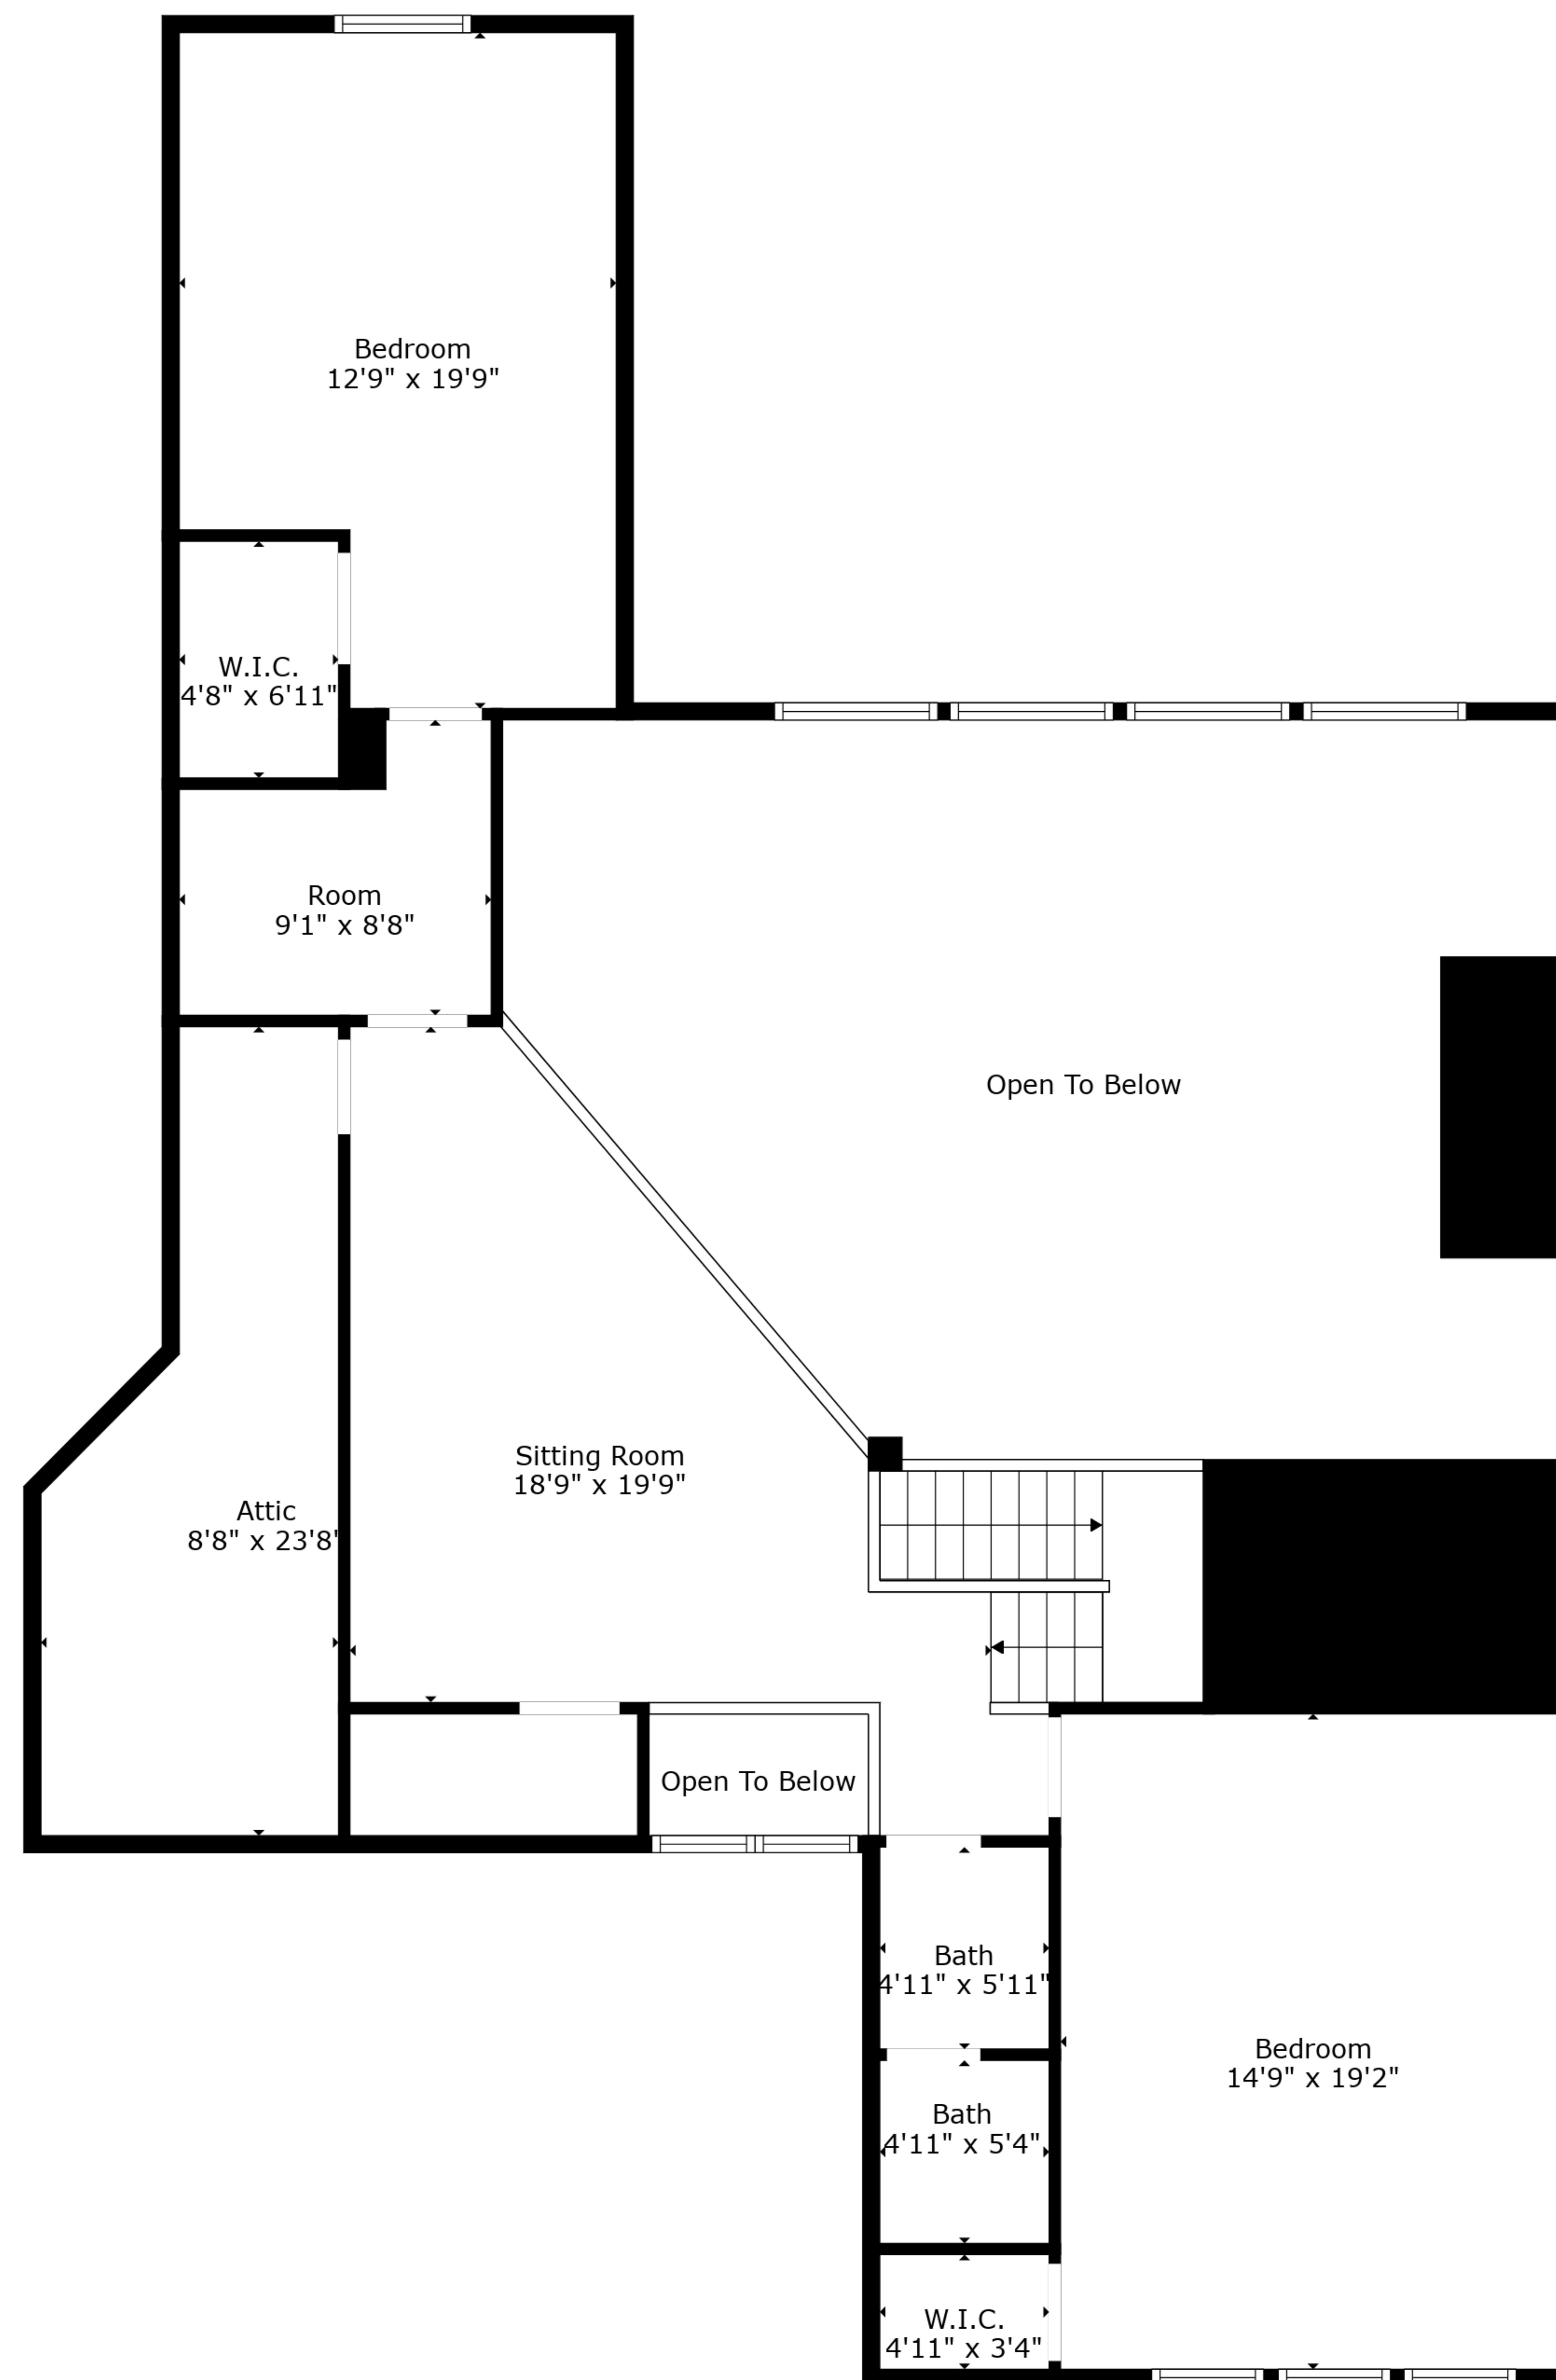 Bedroom
12'9" x 19'9"
W.I.C.
4'8" x 6'11"
Room
9'1" x 8'8"
Open To Below
Sitting Room
18'9" x 19'9"
Attic
8'8" x 23'8"
Open To Below
Bath
4'11" x 5'11"
Bedroom
14'9" x 19'2"
Bath
4'11" x 5'4"
W.I.C.
4'11" x 3'4"